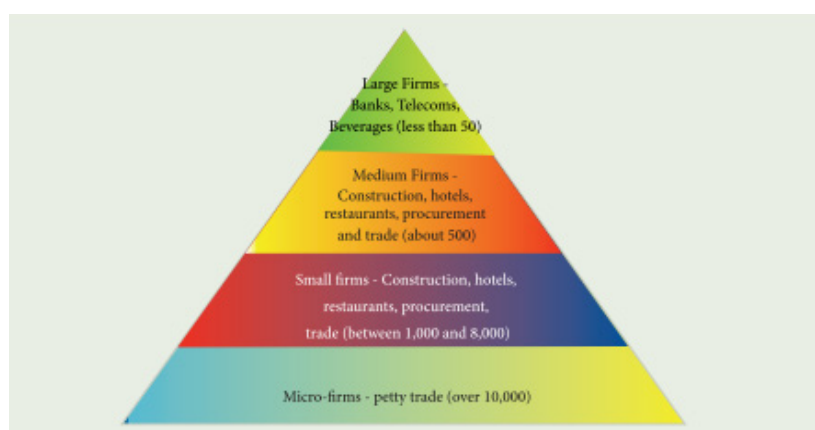 Large Firms -
Banks, Telecoms,
Beverages (less than 50)
Medium Firms -
Construction, hotels,
restaurants, procurement
and trade (about 500)
Small firms - Construction, hotels,
restaurants, procurement,
trade (between 1,000 and 8,000)
Micro-firms - petty trade (over 10,000)